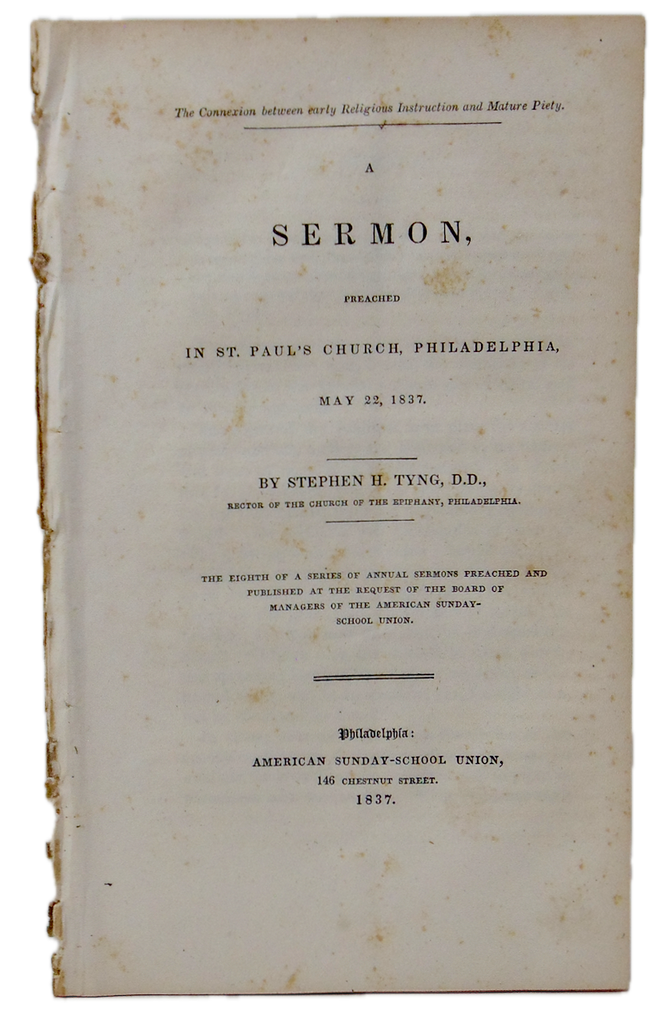 The Connexion between early Religious Instruction and Mature Piety.
A
SERMON,
PREACHED
IN ST. PAUL'S CHURCH, PHILADELPHIA,
MAY 22, 1837.
BY STEPHEN H. TYNG, D.D.,
RECTOR OF THE CHURCH OF THE EPIPHANY, PHILADELPHIA.
THE EIGHTH OF A SERIES OF ANNUAL SERMONS PREACHED AND
PUBLISHED AT THE REQUEST OF THE BOARD OF
MANAGERS OF THE AMERICAN SUNDAY-
SCHOOL UNION.
Philadelphia:
AMERICAN SUNDAY-SCHOOL UNION,
146 CHESTNUT STREET.
1837.